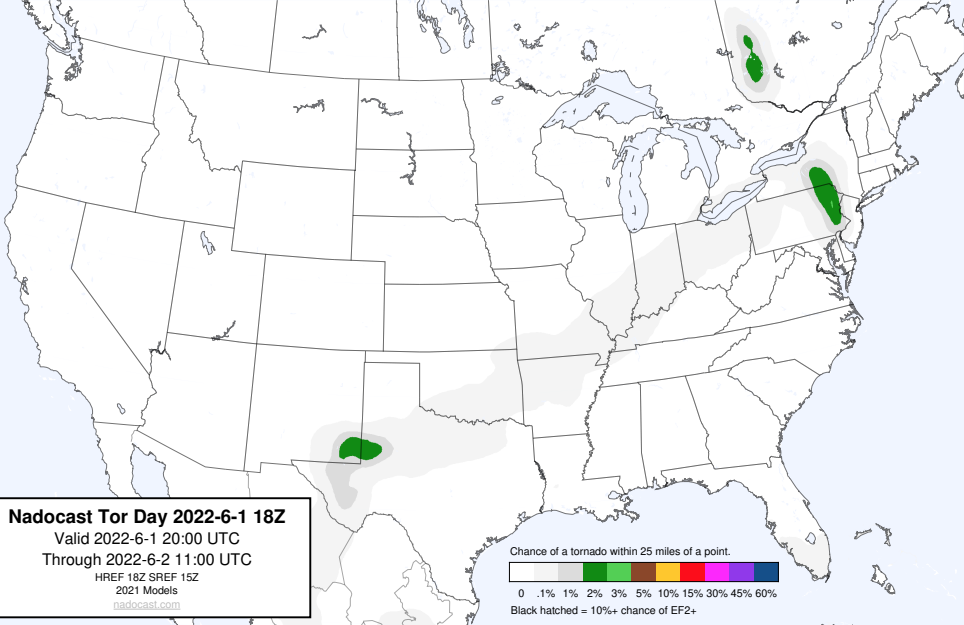 Nadocast Tor Day 2022-6-1 18Z
Valid 2022-6-1 20:00 UTC
Through 2022-6-2 11:00 UTC
HREF 18Z SREF 15Z
2021 Models
nadocast.com
Chance of a tornado within 25 miles of a point.
0 .1% 1% 2% 3% 5% 10% 15% 30% 45% 60%
Black hatched = 10%+ chance of EF2+